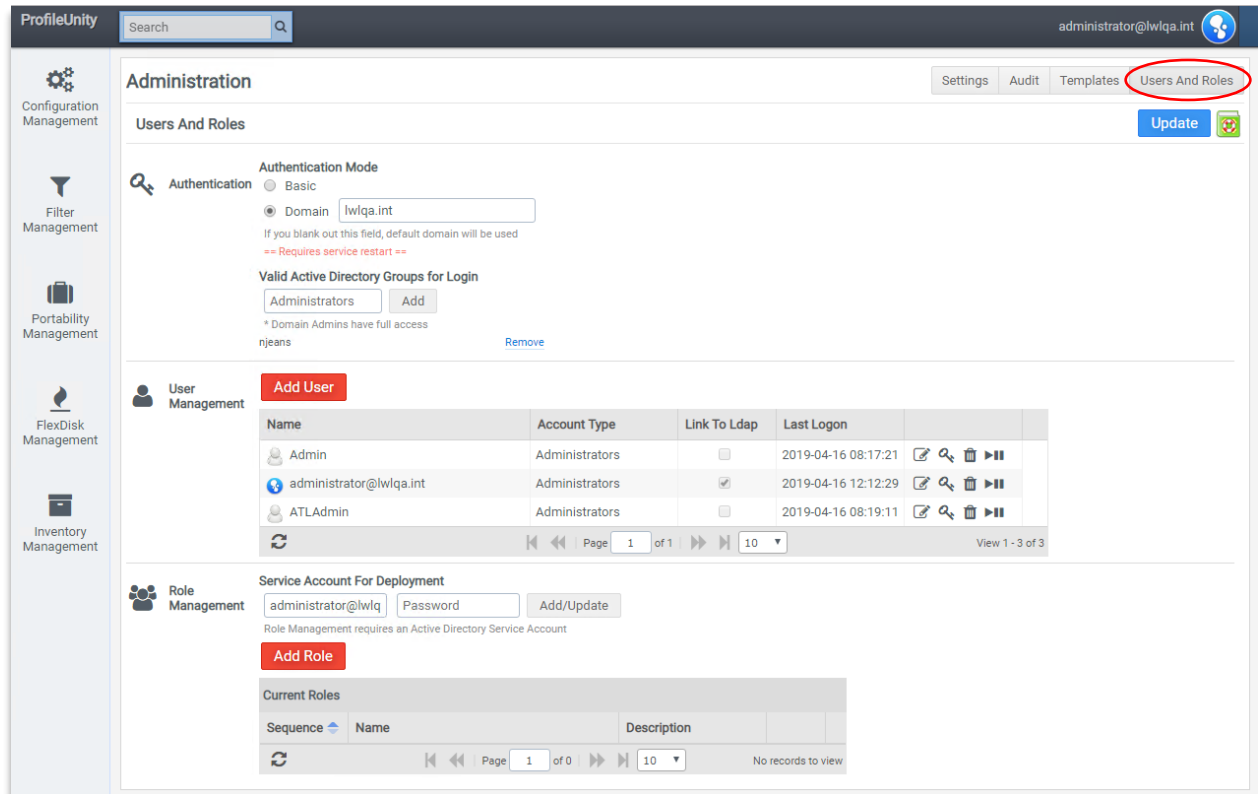 ProfileUnity
Search
administrator@lwlqa.int
Configuration
Management
Filter
Management
Portability
Management
FlexDisk
Management
Inventory
Management
Administration
Settings Audit Templates Users And Roles
Users And Roles
Update
Authentication
Authentication Mode
Basic
Domain lwlqa.int
If you blank out this field, default domain will be used
== Requires service restart ==
Valid Active Directory Groups for Login
Administrators Add
* Domain Admins have full access
njeans Remove
User
Management
Add User
Name Account Type Link To Ldap Last Logon
Admin Administrators 2019-04-16 08:17:21
administrator@lwlqa.int Administrators 2019-04-16 12:12:29
ATLAdmin Administrators 2019-04-16 08:19:11
Page 1 of 1 10 View 1 - 3 of 3
Role
Management
Service Account For Deployment
administrator@lwlq Password Add/Update
Role Management requires an Active Directory Service Account
Add Role
Current Roles
Sequence Name Description
Page 1 of 0 10 No records to view